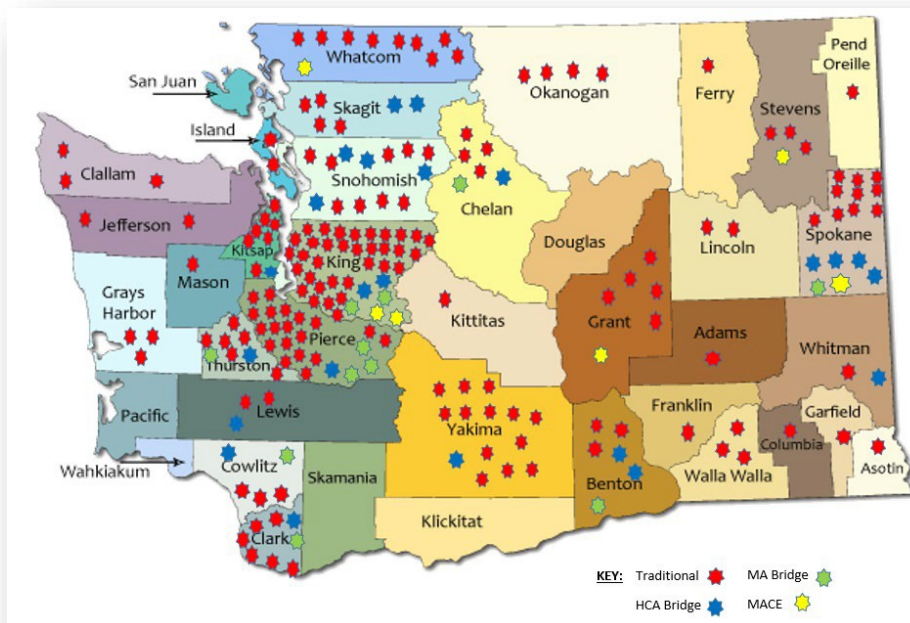 Whatcom
San Juan
Skagit
Island
Snohomish
Okanogan
Ferry
Stevens
Pend
Oreille
Clallam
Jefferson
Kitsap
King
Chelan
Douglas
Lincoln
Spokane
Mason
Grays
Harbor
Thurston
Pierce
Kittitas
Grant
Adams
Whitman
Pacific
Lewis
Wahkiakum
Cowlitz
Skamania
Clark
Yakima
Klickitat
Benton
Franklin
Walla Walla
Columbia
Garfield
Asotin
KEY: Traditional MA Bridge
HCA Bridge MACE